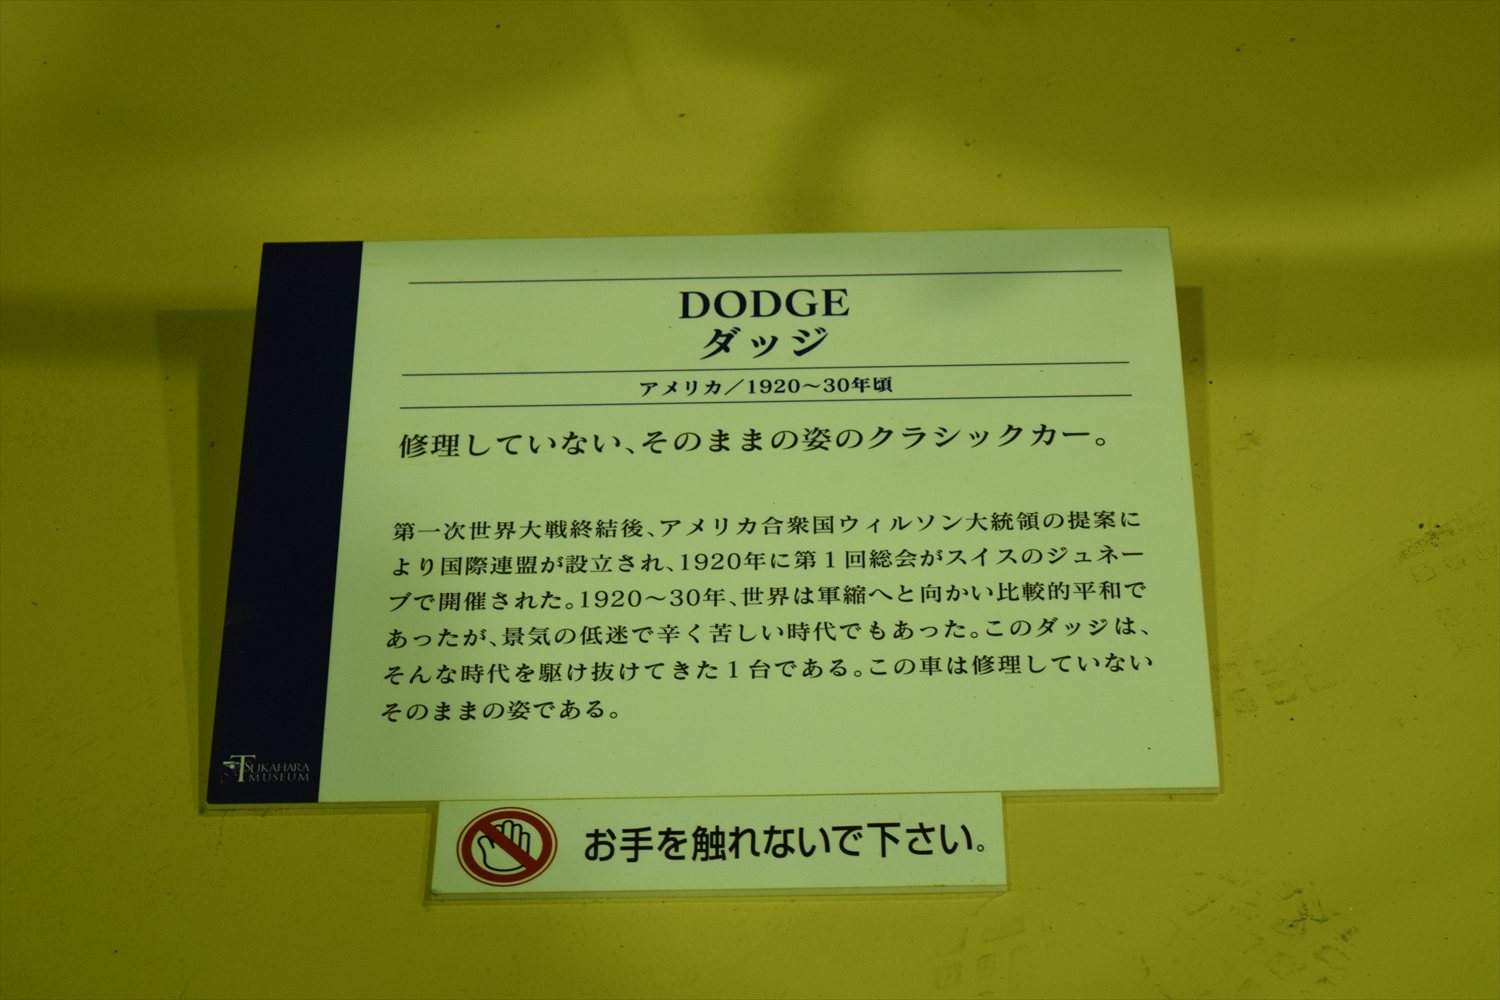 DODGE
ダッジ
アメリカ／1920〜30年頃
修理していない、そのままの姿のクラシックカー。
第一次世界大戦終結後、アメリカ合衆国ウィルソン大統領の提案に
より国際連盟が設立され、1920年に第1回総会がスイスのジュネー
ブで開催された。1920〜30年、世界は軍縮へと向かい比較的平和で
あったが、景気の低迷で辛く苦しい時代でもあった。このダッジは、
そんな時代を駆け抜けてきた1台である。この車は修理していない
そのままの姿である。
TSUKAHARA
MUSEUM
お手を触れないで下さい。